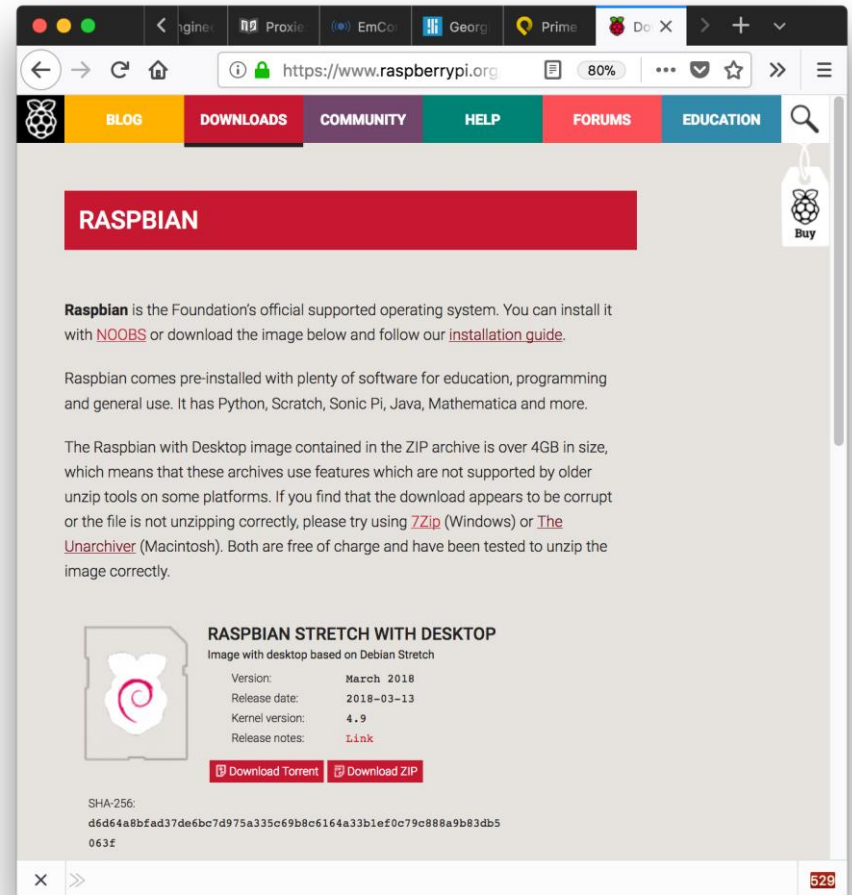 ngine
Proxie
EmCo
Georg
Prime
Do
https://www.raspberrypi.org
80%
BLOG
DOWNLOADS
COMMUNITY
HELP
FORUMS
EDUCATION
Buy
RASPBIAN
Raspbian is the Foundation's official supported operating system. You can install it
with NOOBS or download the image below and follow our installation guide.
Raspbian comes pre-installed with plenty of software for education, programming
and general use. It has Python, Scratch, Sonic Pi, Java, Mathematica and more.
The Raspbian with Desktop image contained in the ZIP archive is over 4GB in size,
which means that these archives use features which are not supported by older
unzip tools on some platforms. If you find that the download appears to be corrupt
or the file is not unzipping correctly, please try using 7Zip (Windows) or The
Unarchiver (Macintosh). Both are free of charge and have been tested to unzip the
image correctly.
RASPBIAN STRETCH WITH DESKTOP
Image with desktop based on Debian Stretch
Version: March 2018
Release date: 2018-03-13
Kernel version: 4.9
Release notes: Link
Download Torrent
Download ZIP
SHA-256:
d6d64a8bfad37de6bc7d975a335c69b8c6164a33b1ef0c79c888a9b83db5
063f
529